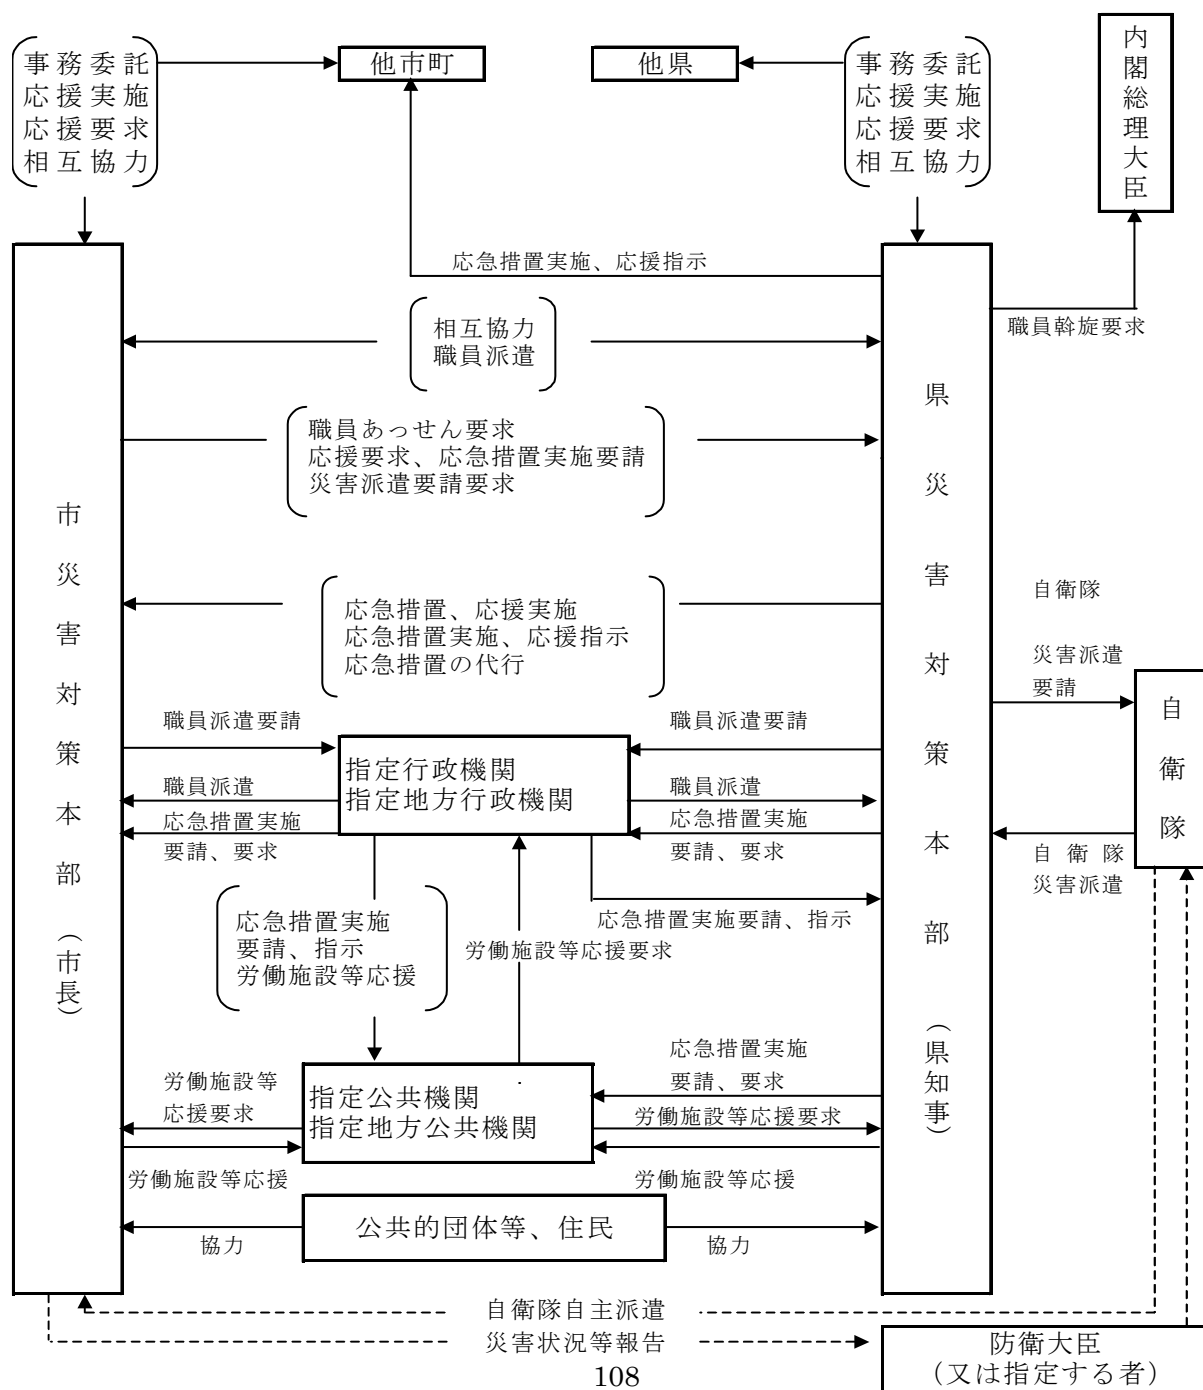 事務委託
応援実施
応援要求
相互協力
他市町
他県
事務委託
応援実施
応援要求
相互協力
内閣総理大臣
応急措置実施、応援指示
職員斡旋要求
相互協力
職員派遣
職員あっせん要求
応援要求、応急措置実施要請
災害派遣要請要求
市災害対策本部（市長）
県災害対策本部（県知事）
応急措置、応援実施
応急措置実施、応援指示
応急措置の代行
自衛隊
災害派遣
要請
自衛隊
職員派遣要請
職員派遣要請
指定行政機関
指定地方行政機関
職員派遣
職員派遣
応急措置実施
要請、要求
応急措置実施
要請、要求
自衛隊
災害派遣
応急措置実施
要請、指示
労働施設等応援
労働施設等応援要求
応急措置実施要請、指示
応急措置実施
要請、要求
労働施設等
応援要求
指定公共機関
指定地方公共機関
労働施設等応援要求
労働施設等応援
労働施設等応援
公共的団体等、住民
協力
協力
自衛隊自主派遣
災害状況等報告
防衛大臣
（又は指定する者）
108